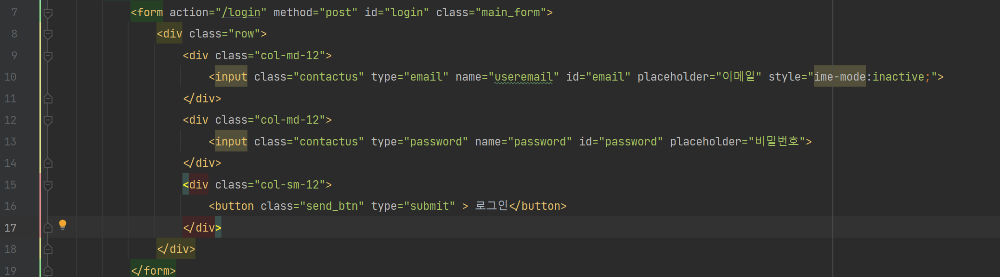 7 <form action="/login" method="post" id="login" class="main_form">
8 <div class="row">
9 <div class="col-md-12">
10 <input class="contactus" type="email" name="useremail" id="email" placeholder="이메일" style="ime-mode:inactive;">
11 </div>
12 <div class="col-md-12">
13 <input class="contactus" type="password" name="password" id="password" placeholder="비밀번호">
14 </div>
15 <div class="col-sm-12">
16 <button class="send_btn" type="submit" > 로그인</button>
17 </div>
18 </div>
19 </form>